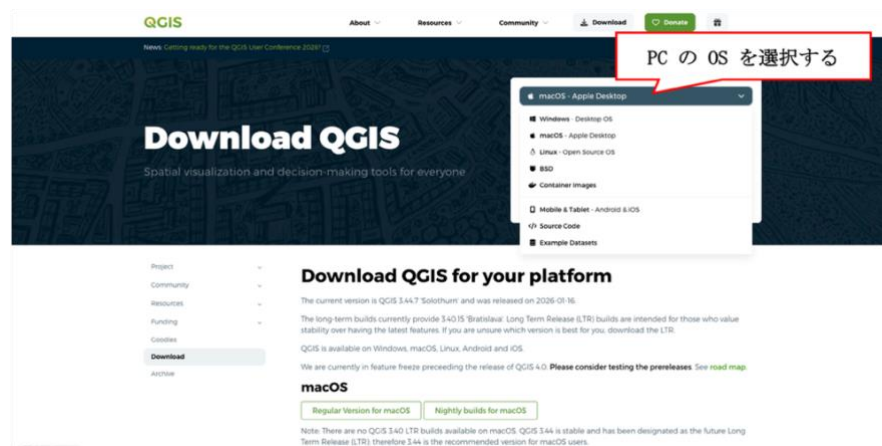 QGIS
About
Resources
Community
Download
Donate
News: Getting ready for the QGIS User Conference 2026?
PC の OS を選択する
macOS - Apple Desktop
Windows - Desktop OS
macOS - Apple Desktop
Linux - Open Source OS
BSD
Container Images
Mobile & Tablet - Android & iOS
</> Source Code
Example Datasets
Download QGIS
Spatial visualization and decision-making tools for everyone
Project
Community
Resources
Funding
Goodies
Download
Archive
Download QGIS for your platform
The current version is QGIS 3.44.7 'Solothurn' and was released on 2026-01-16.
The long-term builds currently provide 3.40.15 'Bratislava'. Long Term Release (LTR) builds are intended for those who value
stability over having the latest features. If you are unsure which version is best for you, download the LTR.
QGIS is available on Windows, macOS, Linux, Android and iOS.
We are currently in feature freeze preceeding the release of QGIS 4.0. Please consider testing the prereleases. See road map.
macOS
Regular Version for macOS
Nightly builds for macOS
Note: There are no QGIS 3.40 LTR builds available on macOS. QGIS 3.44 is stable and has been designated as the future Long
Term Release (LTR), therefore 3.44 is the recommended version for macOS users.